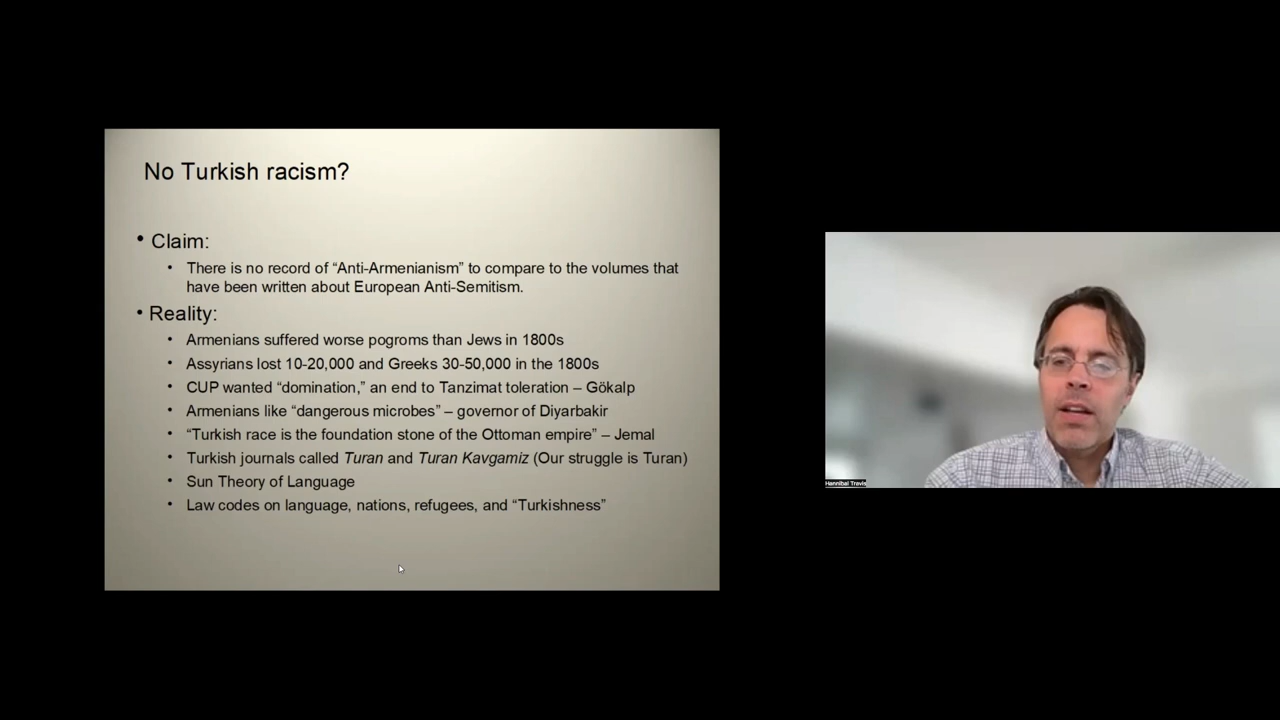 No Turkish racism?
• Claim:
• There is no record of “Anti-Armenianism” to compare to the volumes that
have been written about European Anti-Semitism.
• Reality:
• Armenians suffered worse pogroms than Jews in 1800s
• Assyrians lost 10-20,000 and Greeks 30-50,000 in the 1800s
• CUP wanted “domination,” an end to Tanzimat toleration – Gökalp
• Armenians like “dangerous microbes” – governor of Diyarbakir
• “Turkish race is the foundation stone of the Ottoman empire” – Jemal
• Turkish journals called Turan and Turan Kavgamiz (Our struggle is Turan)
• Sun Theory of Language
• Law codes on language, nations, refugees, and “Turkishness”
Hannibal Travis